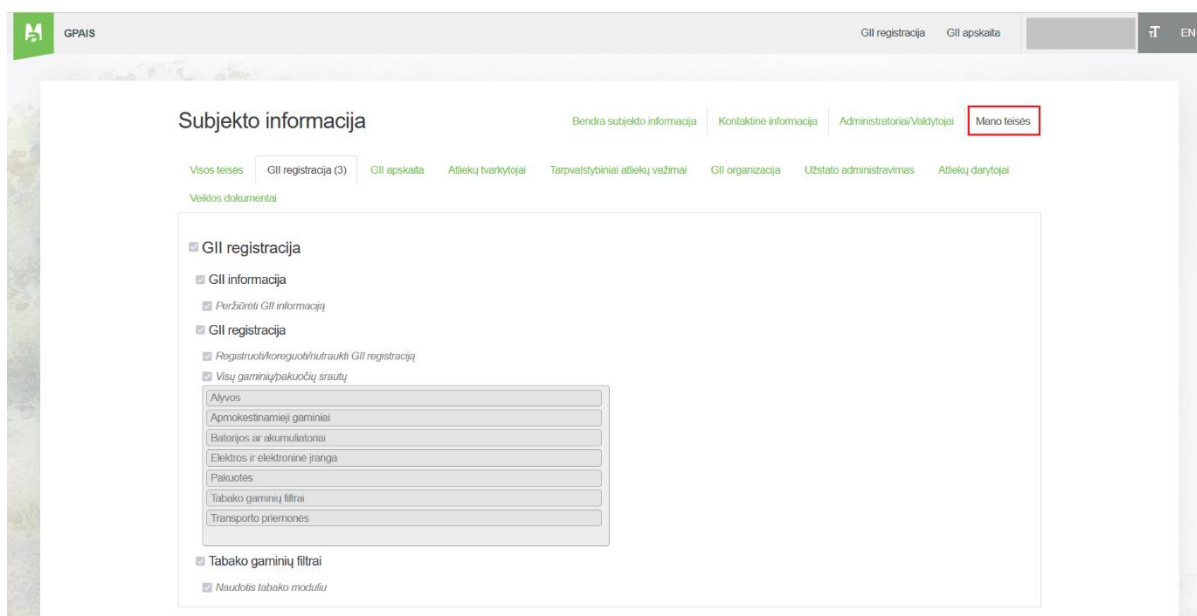 GPAIS GII registracija GII apskaita EN
Subjekto informacija Bendra subjekto informacija Kontaktinė informacija Administratoriai/Valdytojai Mano teisės
Visos teisės GII registracija (3) GII apskaita Atliekų tvarkytojai Tarpvalstybiniai atliekų vežimai GII organizacija Užstato administravimas Atliekų darytojai
Veiklos dokumentai
GII registracija
GII informacija
Peržiūrėti GII informaciją
GII registracija
Registruoti/koreguoti/nutraukti GII registraciją
Visų gaminių/pakuočių srautų
Alyvos
Apmokestinamieji gaminiai
Baterijos ar akumuliatoriai
Elektros ir elektroninė įranga
Pakuotės
Tabako gaminių filtrai
Transporto priemonės
Tabako gaminių filtrai
Naudotis tabako moduliu